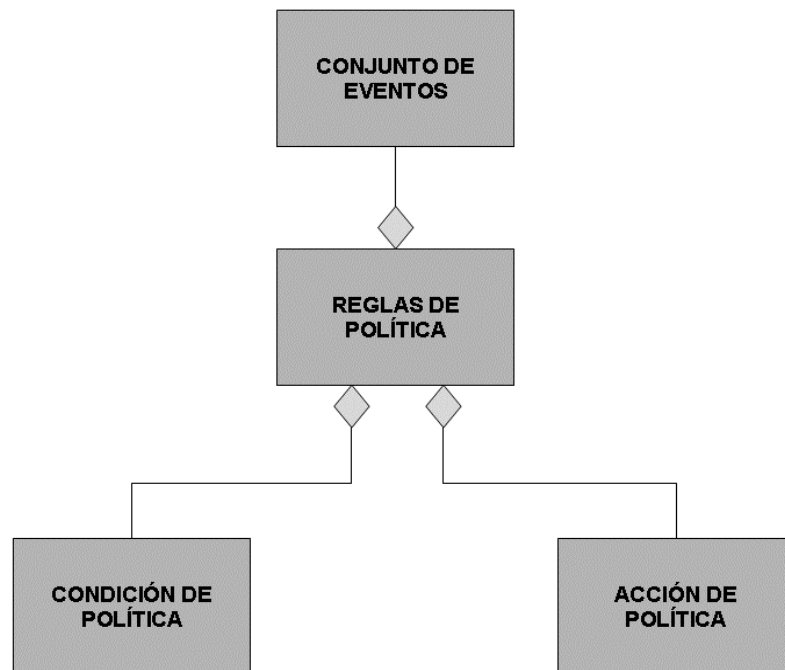 CONJUNTO DE
EVENTOS
REGLAS DE
POLÍTICA
CONDICIÓN DE
POLÍTICA
ACCIÓN DE
POLÍTICA